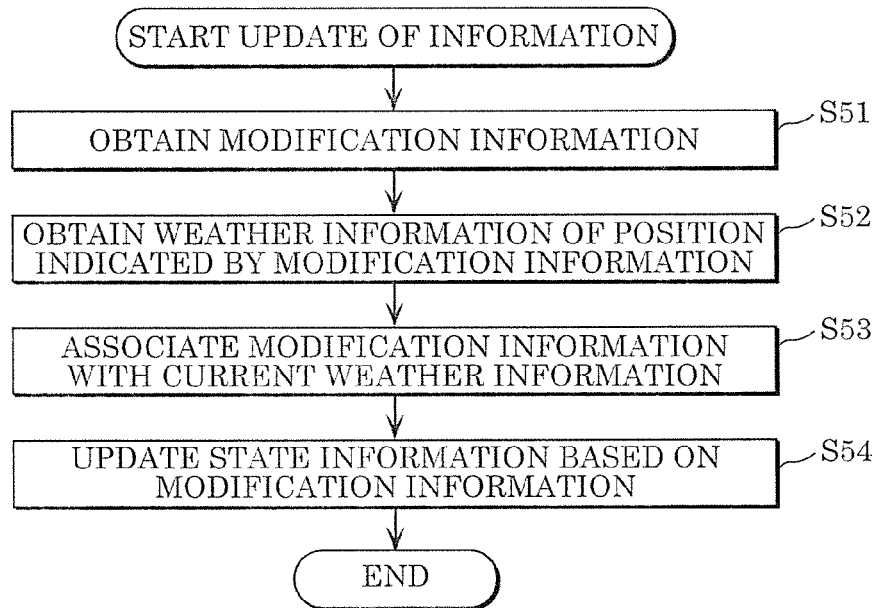 START UPDATE OF INFORMATION
S51
OBTAIN MODIFICATION INFORMATION
S52
OBTAIN WEATHER INFORMATION OF POSITION
INDICATED BY MODIFICATION INFORMATION
S53
ASSOCIATE MODIFICATION INFORMATION
WITH CURRENT WEATHER INFORMATION
S54
UPDATE STATE INFORMATION BASED ON
MODIFICATION INFORMATION
END